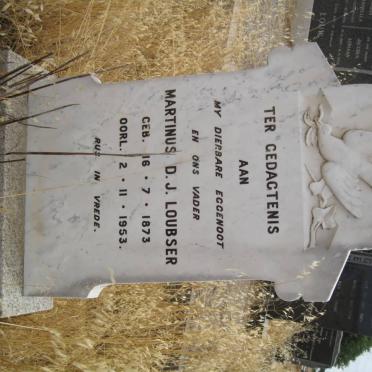 TER GEDAGTENIS
AAN
MY DIERBARE EGGENOOT
EN ONS VADER
MARTINUS D.J. LOUBSER
GEB. 16 · 7 · 1873
OORL. 2 · 11 · 1953.
RUS IN VREDE.